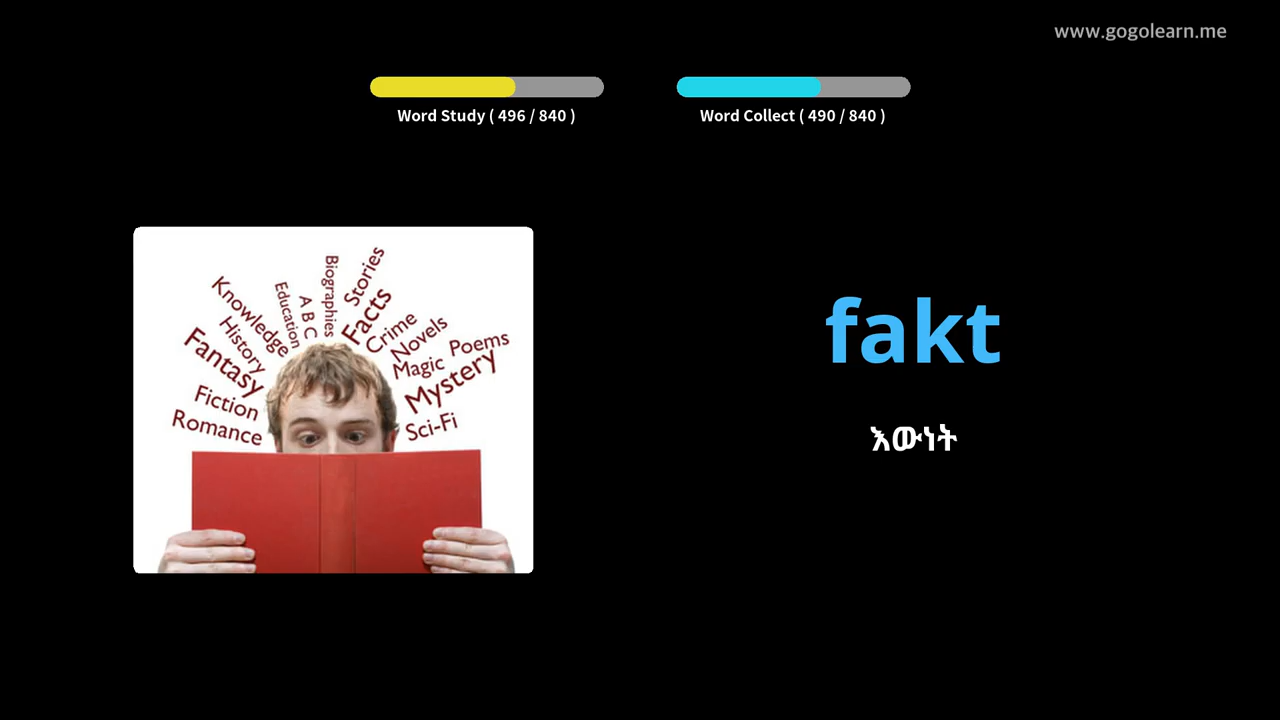 www.gogolearn.me
Word Study ( 496 / 840 )
Word Collect ( 490 / 840 )
Knowledge
Education
A B C
Biographies
Stories
Facts
Crime
Novels
Poems
History
Magic
Fantasy
Mystery
Fiction
Romance
Sci-Fi
fakt
እውነት